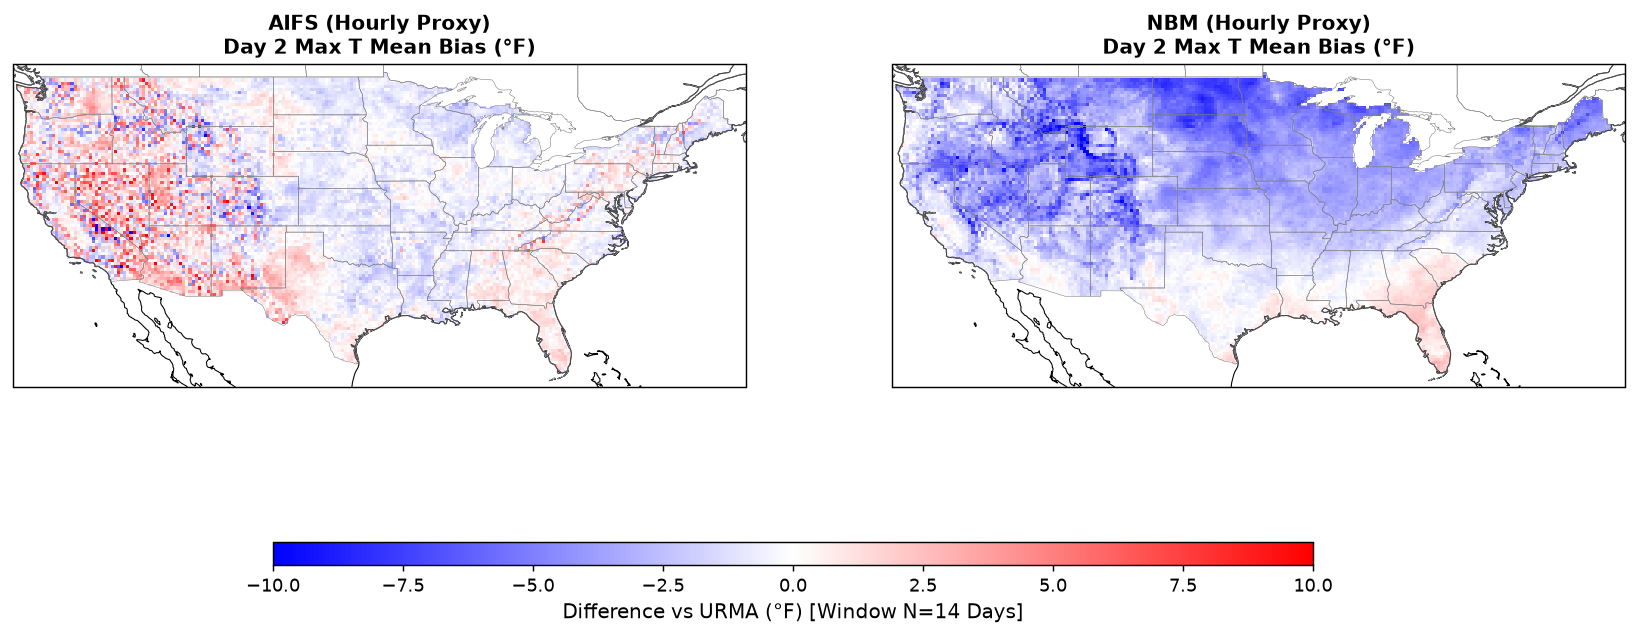 AIFS (Hourly Proxy)
Day 2 Max T Mean Bias (°F)
NBM (Hourly Proxy)
Day 2 Max T Mean Bias (°F)
−10.0 −7.5 −5.0 −2.5 0.0 2.5 5.0 7.5 10.0
Difference vs URMA (°F) [Window N=14 Days]